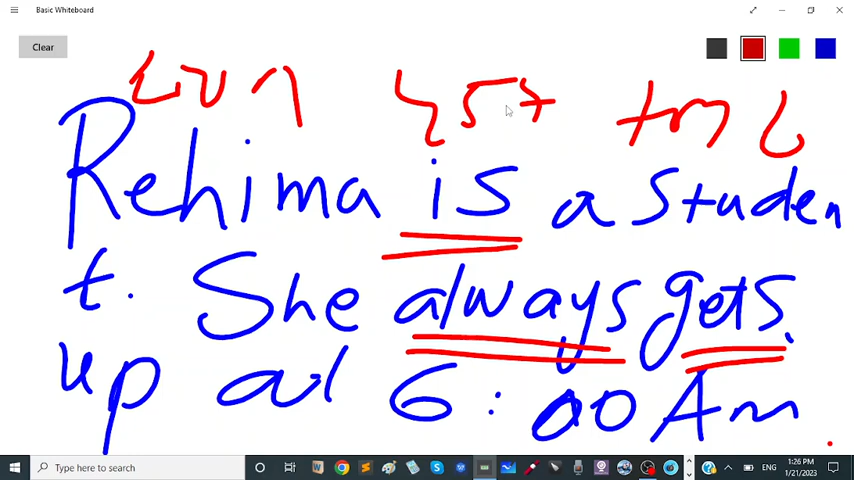 Basic Whiteboard
Clear
Rehima is a studen
t. She always gets
up at 6:00 Am
Type here to search
ENG
1:26 PM
1/21/2023